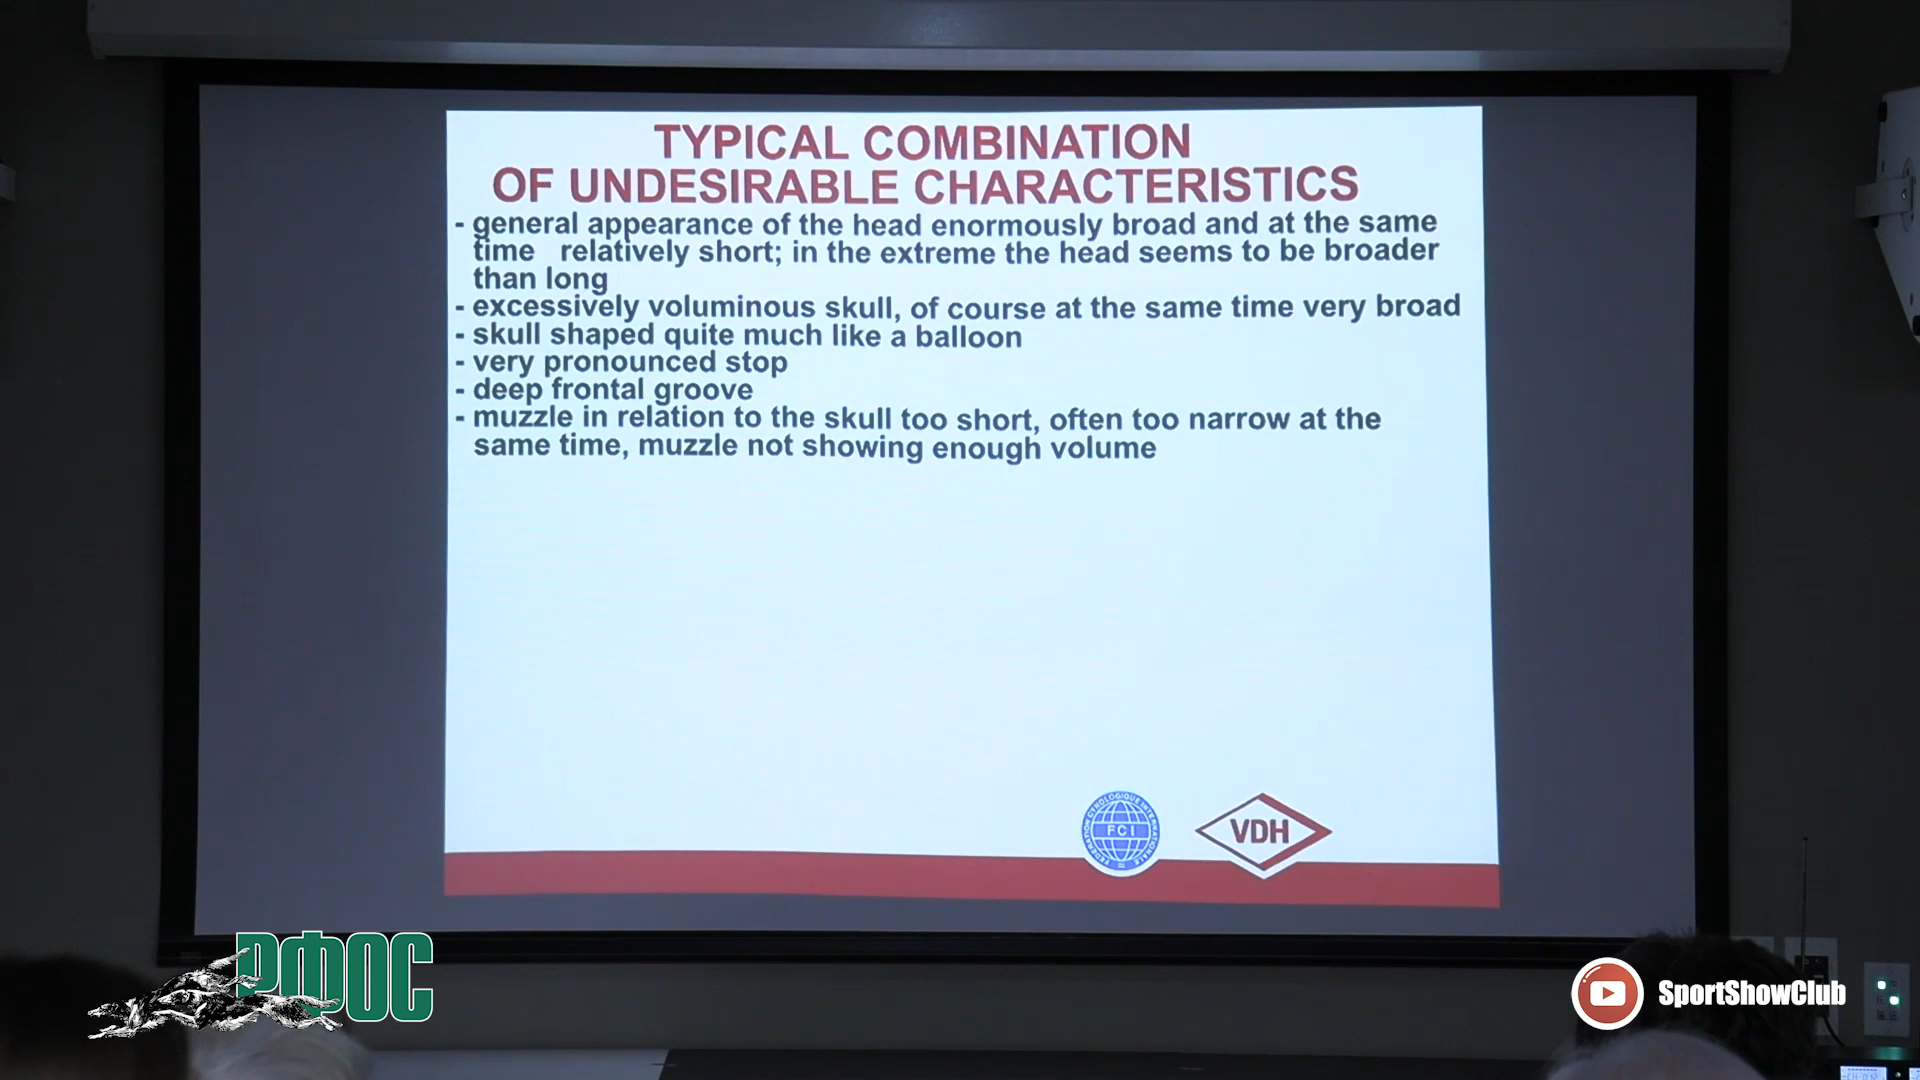 TYPICAL COMBINATION
OF UNDESIRABLE CHARACTERISTICS
- general appearance of the head enormously broad and at the same
time relatively short; in the extreme the head seems to be broader
than long
- excessively voluminous skull, of course at the same time very broad
- skull shaped quite much like a balloon
- very pronounced stop
- deep frontal groove
- muzzle in relation to the skull too short, often too narrow at the
same time, muzzle not showing enough volume
FEDERATION CYNOLOGIQUE INTERNATIONALE
FCI
VDH
РФОС
SportShowClub